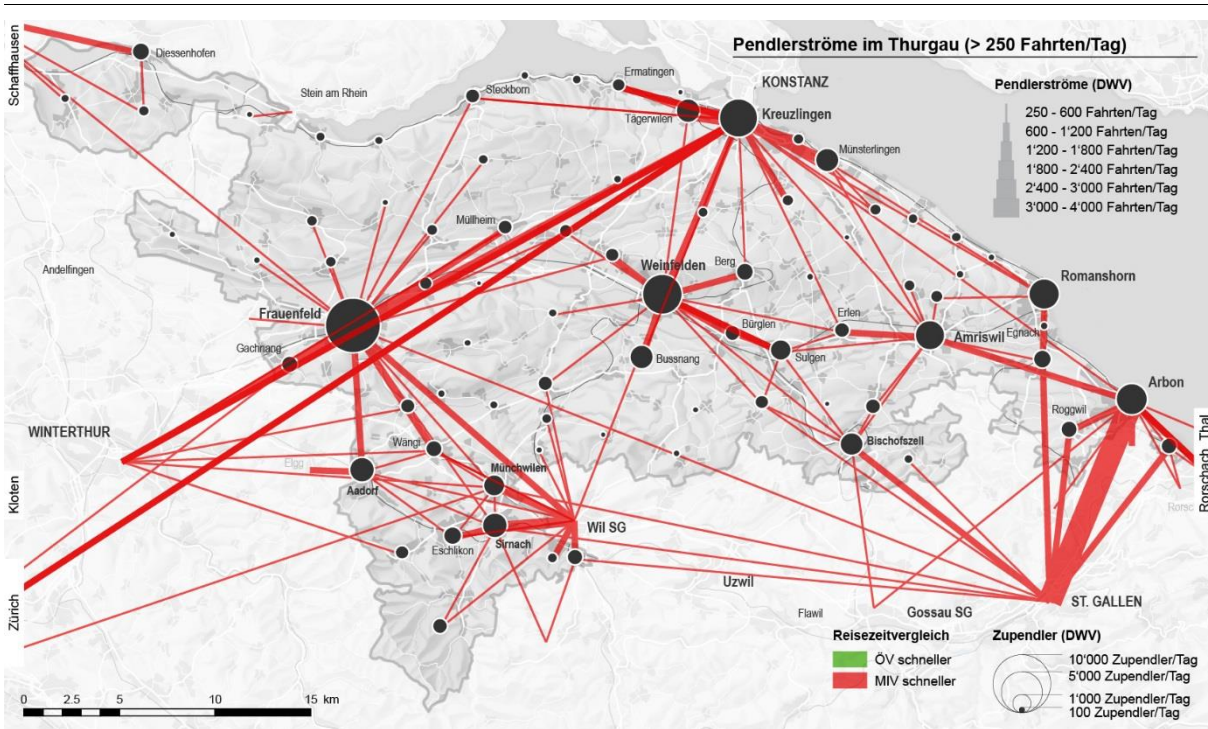 Pendlerströme im Thurgau (> 250 Fahrten/Tag)
Schaffhausen
Diessenhofen
Stein am Rhein
Steckborn
Ermatingen
Tägerwilen
KONSTANZ
Kreuzlingen
Münsterlingen
Pendlerströme (DWV)
250 - 600 Fahrten/Tag
600 - 1'200 Fahrten/Tag
1'200 - 1'800 Fahrten/Tag
1'800 - 2'400 Fahrten/Tag
2'400 - 3'000 Fahrten/Tag
3'000 - 4'000 Fahrten/Tag
Andelfingen
Müllheim
Weinfelden
Berg
Romanshorn
Frauenfeld
Gachnang
Bürglen
Erlen
Egnach
Amriswil
Sulgen
Bussnang
Arbon
Roggwil
WINTERTHUR
Wängi
Bischofszell
Elgg
Aadorf
Münchwilen
Rorschach, Thal
Rorsc
Kloten
Eschlikon
Sirnach
Wil SG
Uzwil
Flawil
Gossau SG
ST. GALLEN
Zürich
Reisezeitvergleich
ÖV schneller
MIV schneller
Zupendler (DWV)
10'000 Zupendler/Tag
5'000 Zupendler/Tag
1'000 Zupendler/Tag
100 Zupendler/Tag
0 2.5 5 10 15 km